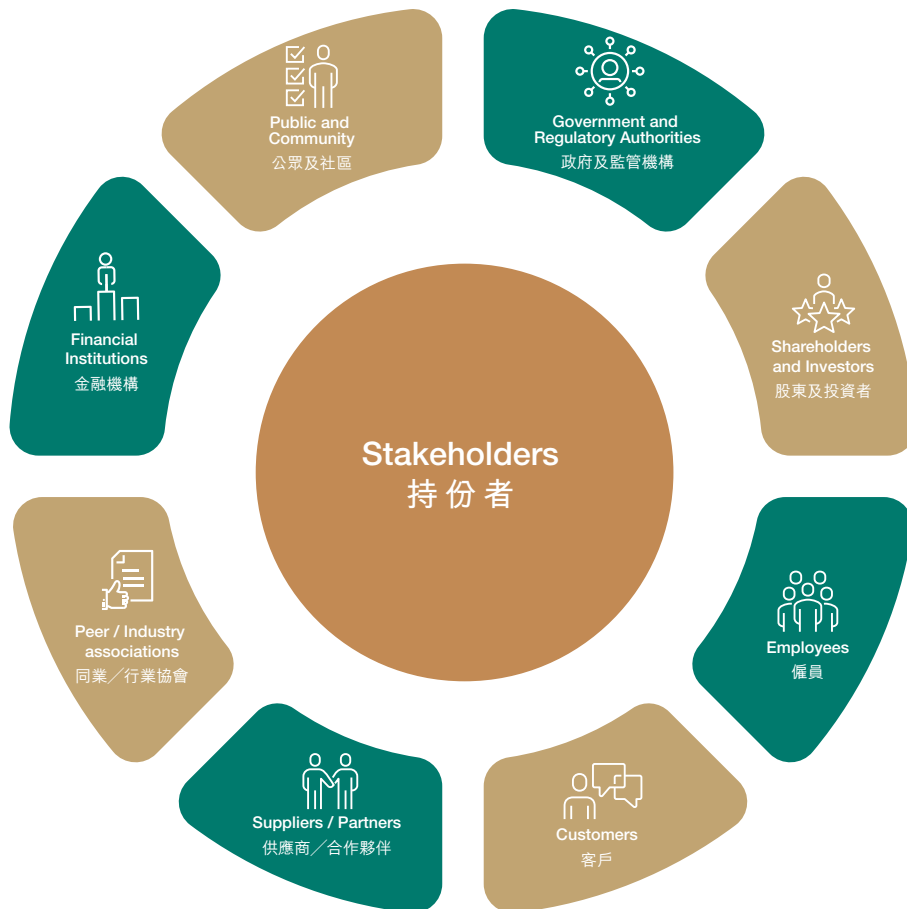 Public and
Community
公眾及社區
Government and
Regulatory Authorities
政府及監管機構
Financial
Institutions
金融機構
Shareholders
and Investors
股東及投資者
Stakeholders
持份者
Peer / Industry
associations
同業／行業協會
Employees
僱員
Suppliers / Partners
供應商／合作夥伴
Customers
客戶